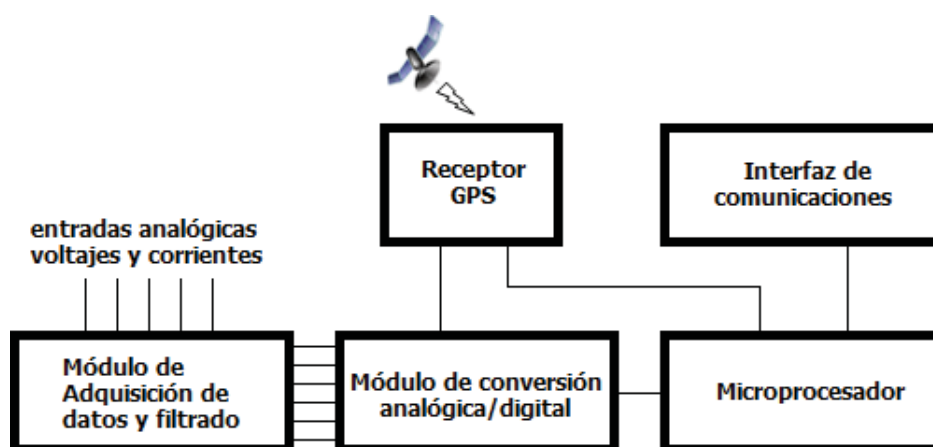 Receptor
GPS
Interfaz de
comunicaciones
entradas analógicas
voltajes y corrientes
Módulo de
Adquisición de
datos y filtrado
Módulo de conversión
analógica/digital
Microprocesador